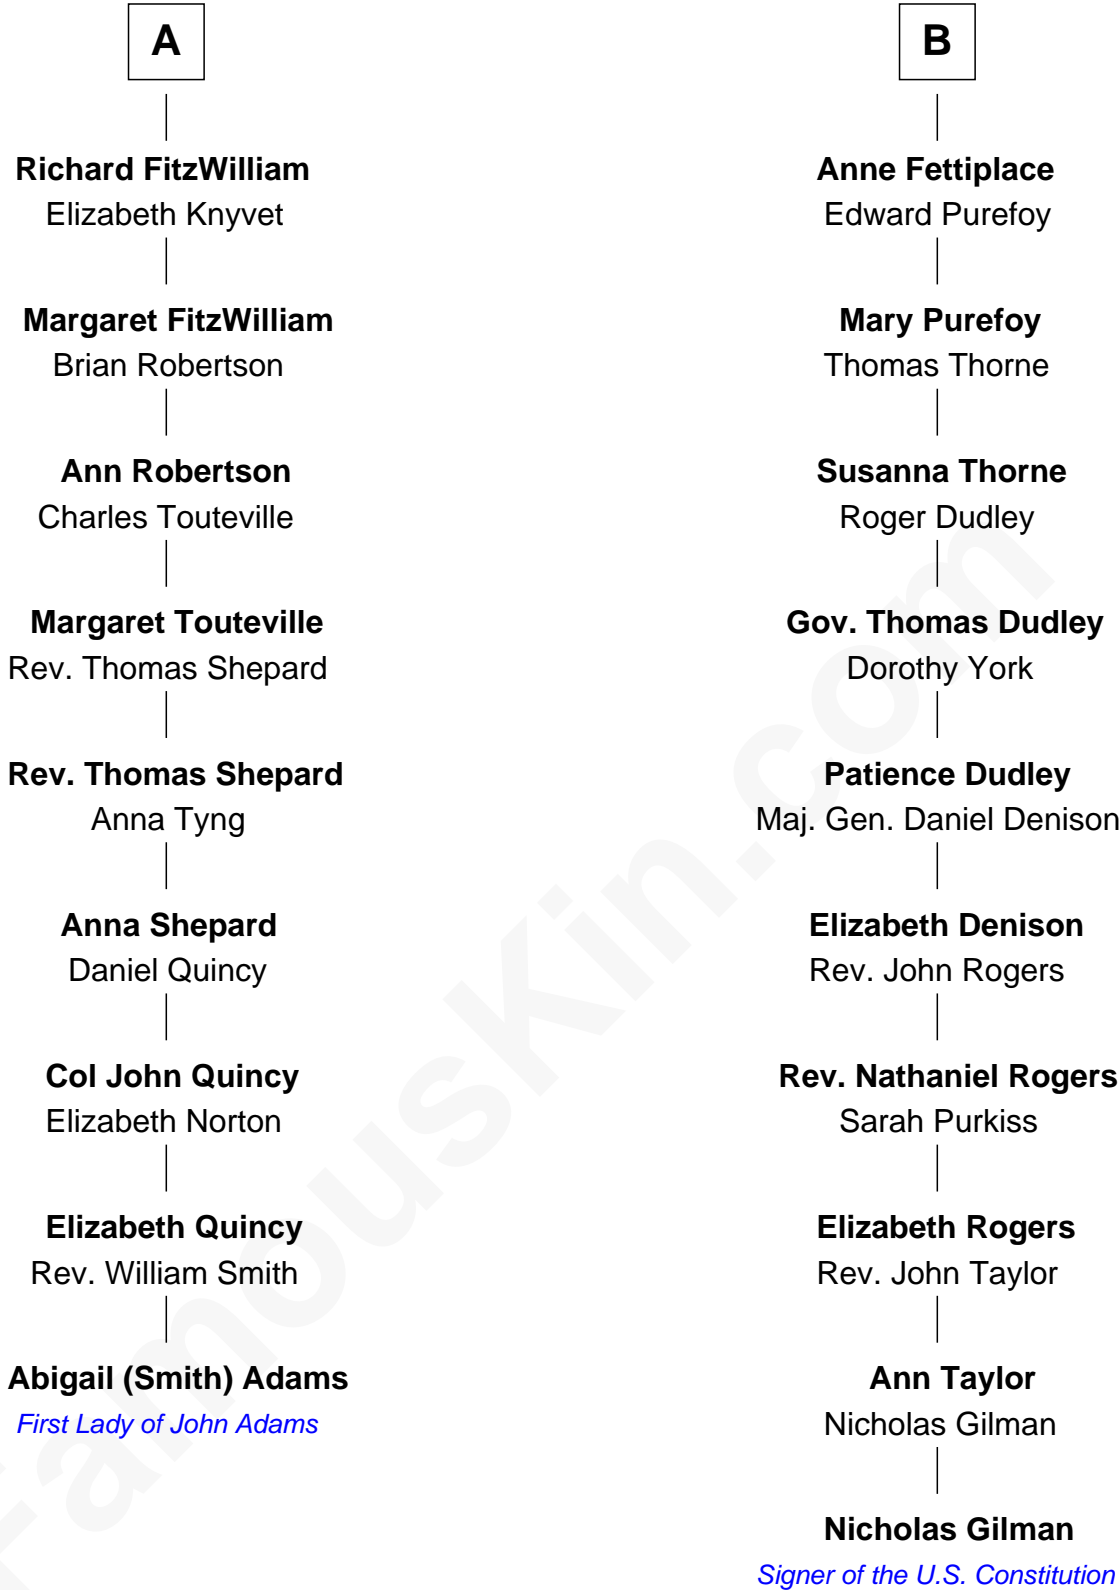 A
Richard FitzWilliam
Elizabeth Knyvet
Margaret FitzWilliam
Brian Robertson
Ann Robertson
Charles Touteville
Margaret Touteville
Rev. Thomas Shepard
Rev. Thomas Shepard
Anna Tyng
Anna Shepard
Daniel Quincy
Col John Quincy
Elizabeth Norton
Elizabeth Quincy
Rev. William Smith
Abigail (Smith) Adams
First Lady of John Adams
B
Anne Fettiplace
Edward Purefoy
Mary Purefoy
Thomas Thorne
Susanna Thorne
Roger Dudley
Gov. Thomas Dudley
Dorothy York
Patience Dudley
Maj. Gen. Daniel Denison
Elizabeth Denison
Rev. John Rogers
Rev. Nathaniel Rogers
Sarah Purkiss
Elizabeth Rogers
Rev. John Taylor
Ann Taylor
Nicholas Gilman
Nicholas Gilman
Signer of the U.S. Constitution
FamousKin.com